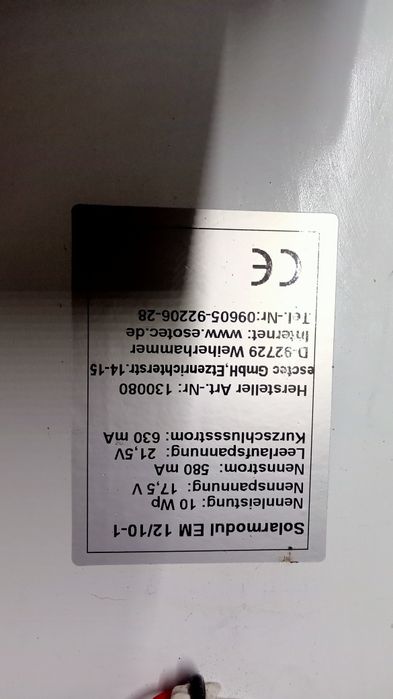 Solarmodul EM 12/10-1
Nennleistung: 10 Wp
Nennspannung: 17,5 V
Nennstrom: 580 mA
Leerlaufspannung: 21,5V
Kurzschlussstrom: 630 mA
Hersteller Art.-Nr.: 130080
esotec GmbH,Etzenrichterstr.14-15
D-92729 Weiherhammer
Internet: www.esotec.de
Tel.-Nr:09605-92206-28
CE